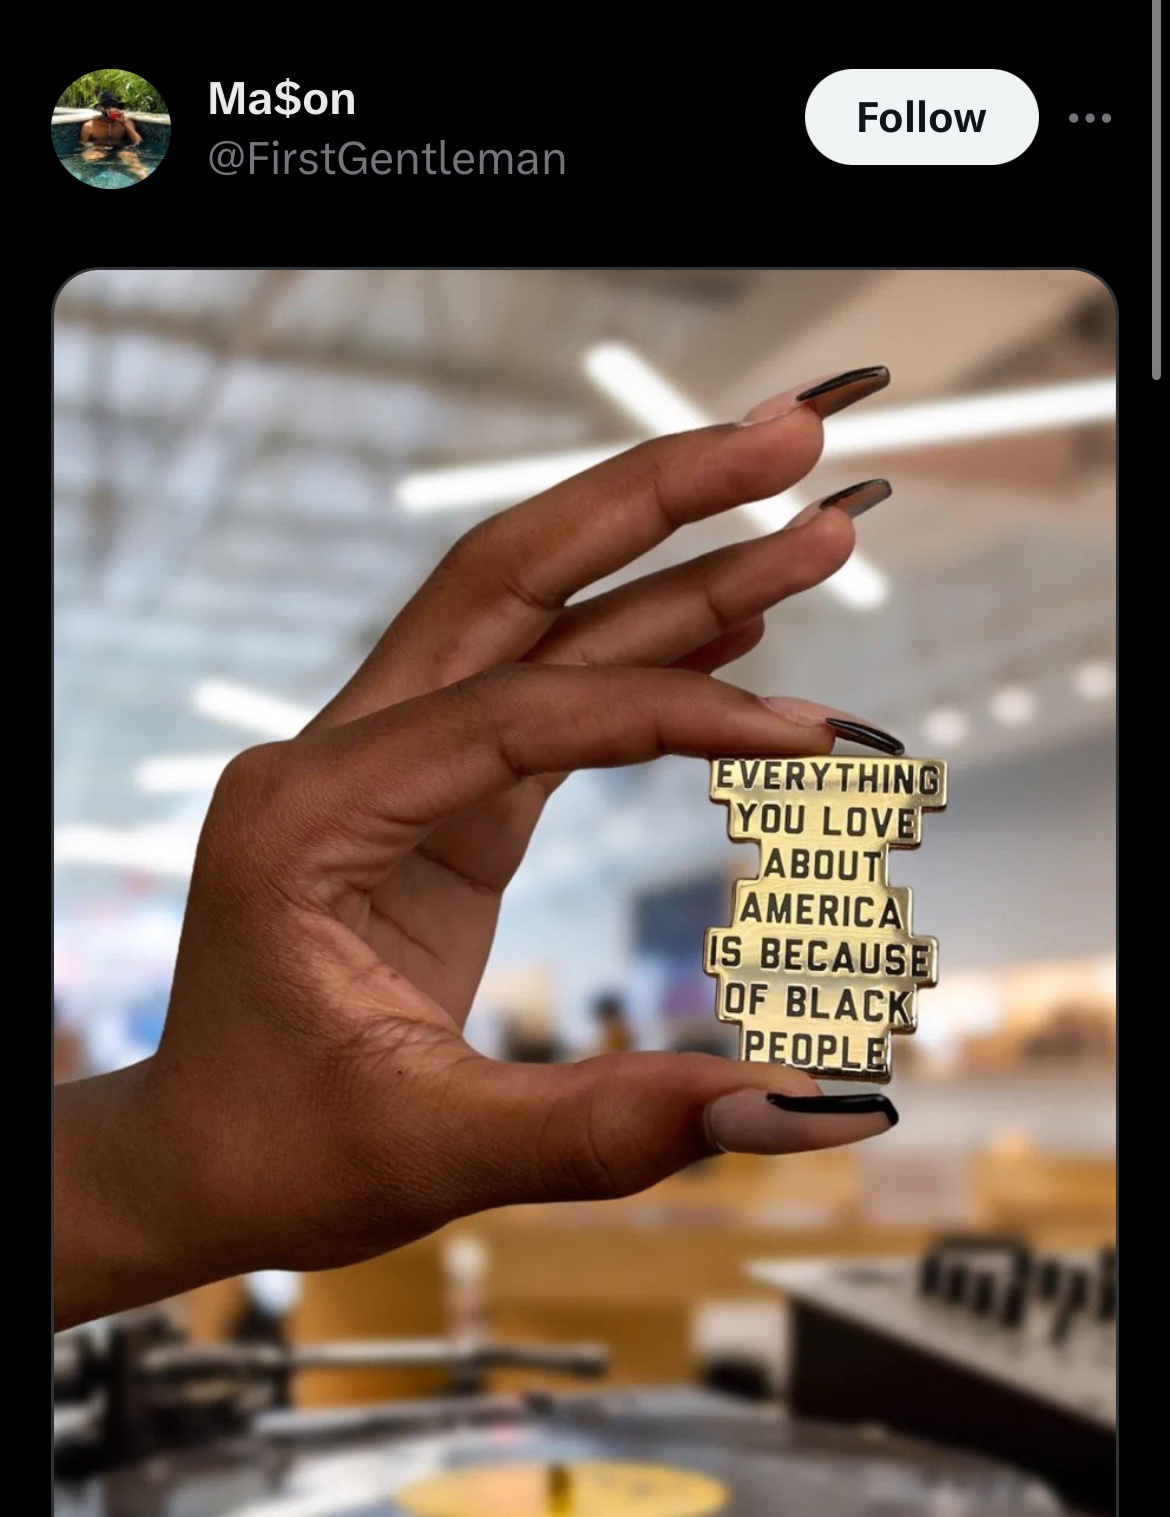 Ma$on
@FirstGentleman
Follow
EVERYTHING
YOU LOVE
ABOUT
AMERICA
IS BECAUSE
OF BLACK
PEOPLE